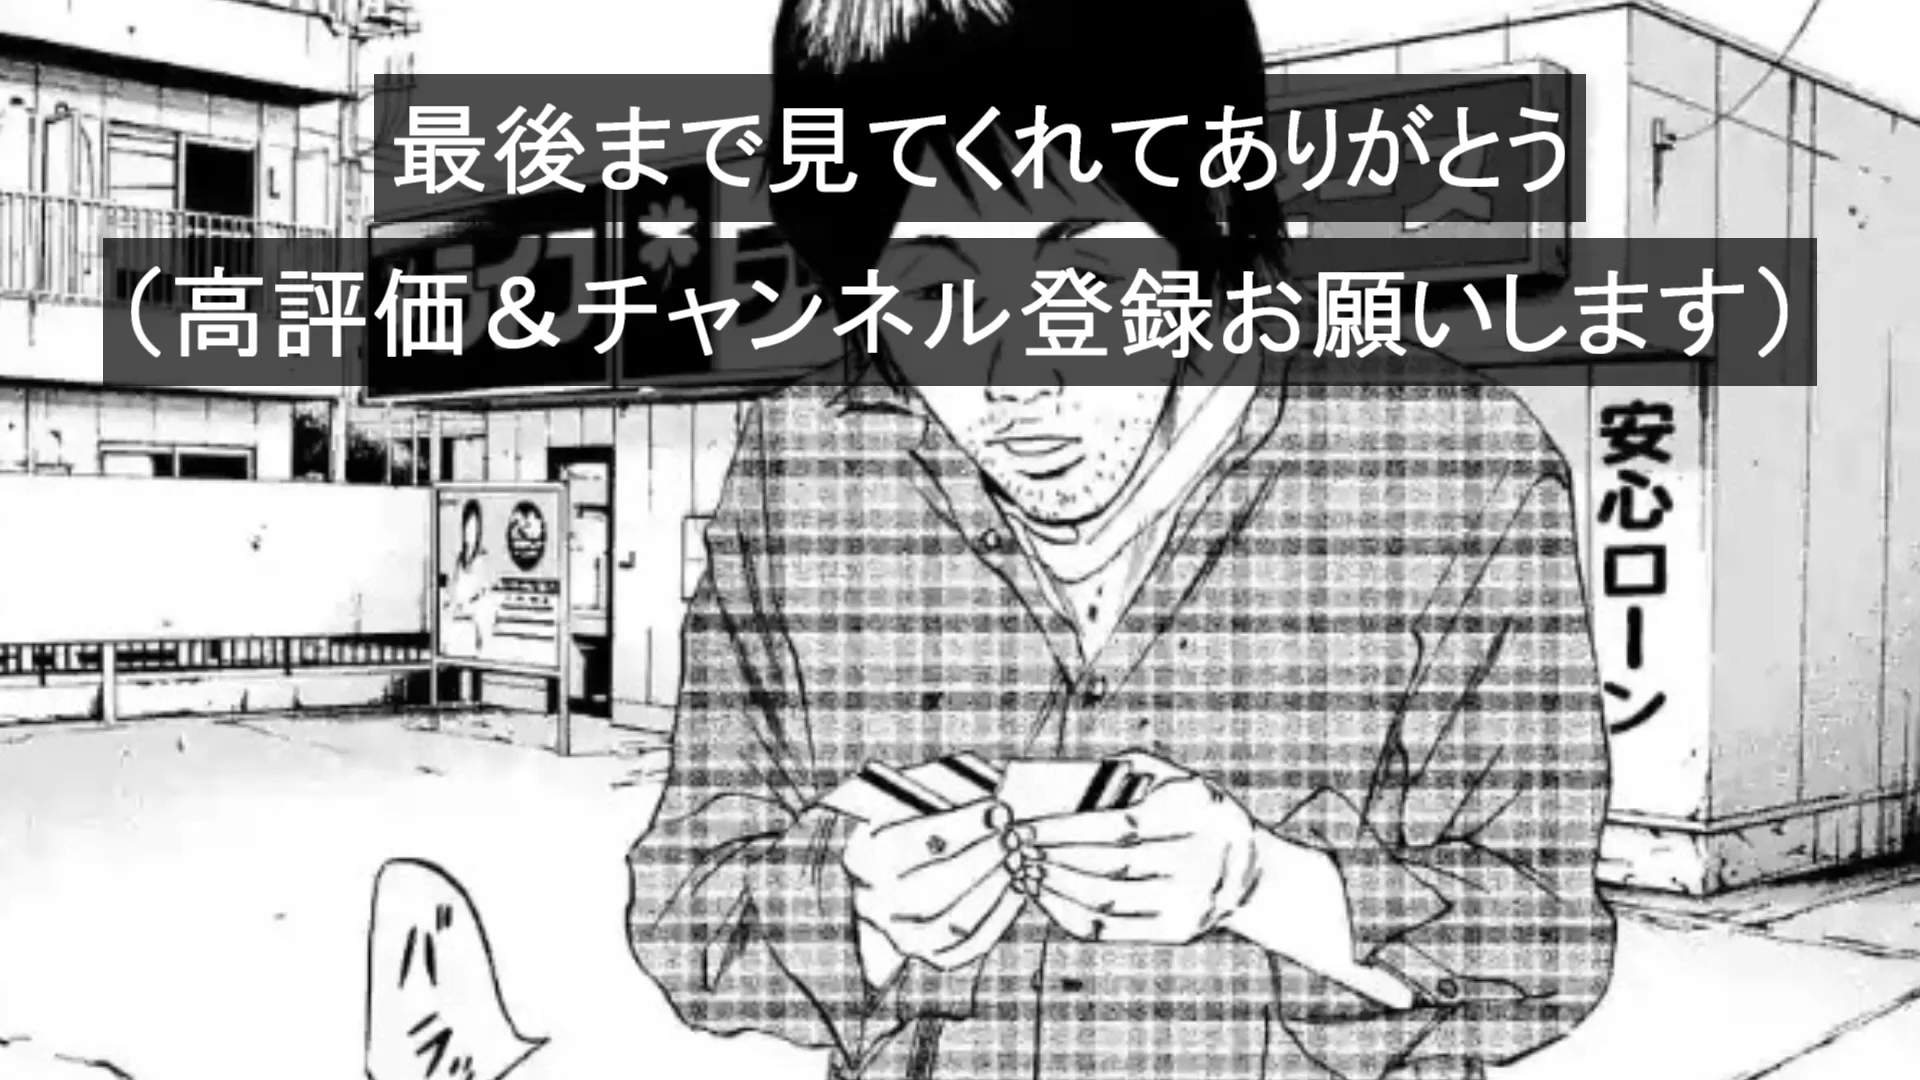 最後まで見てくれてありがとう
（高評価＆チャンネル登録お願いします）
安心ローン
バラッ